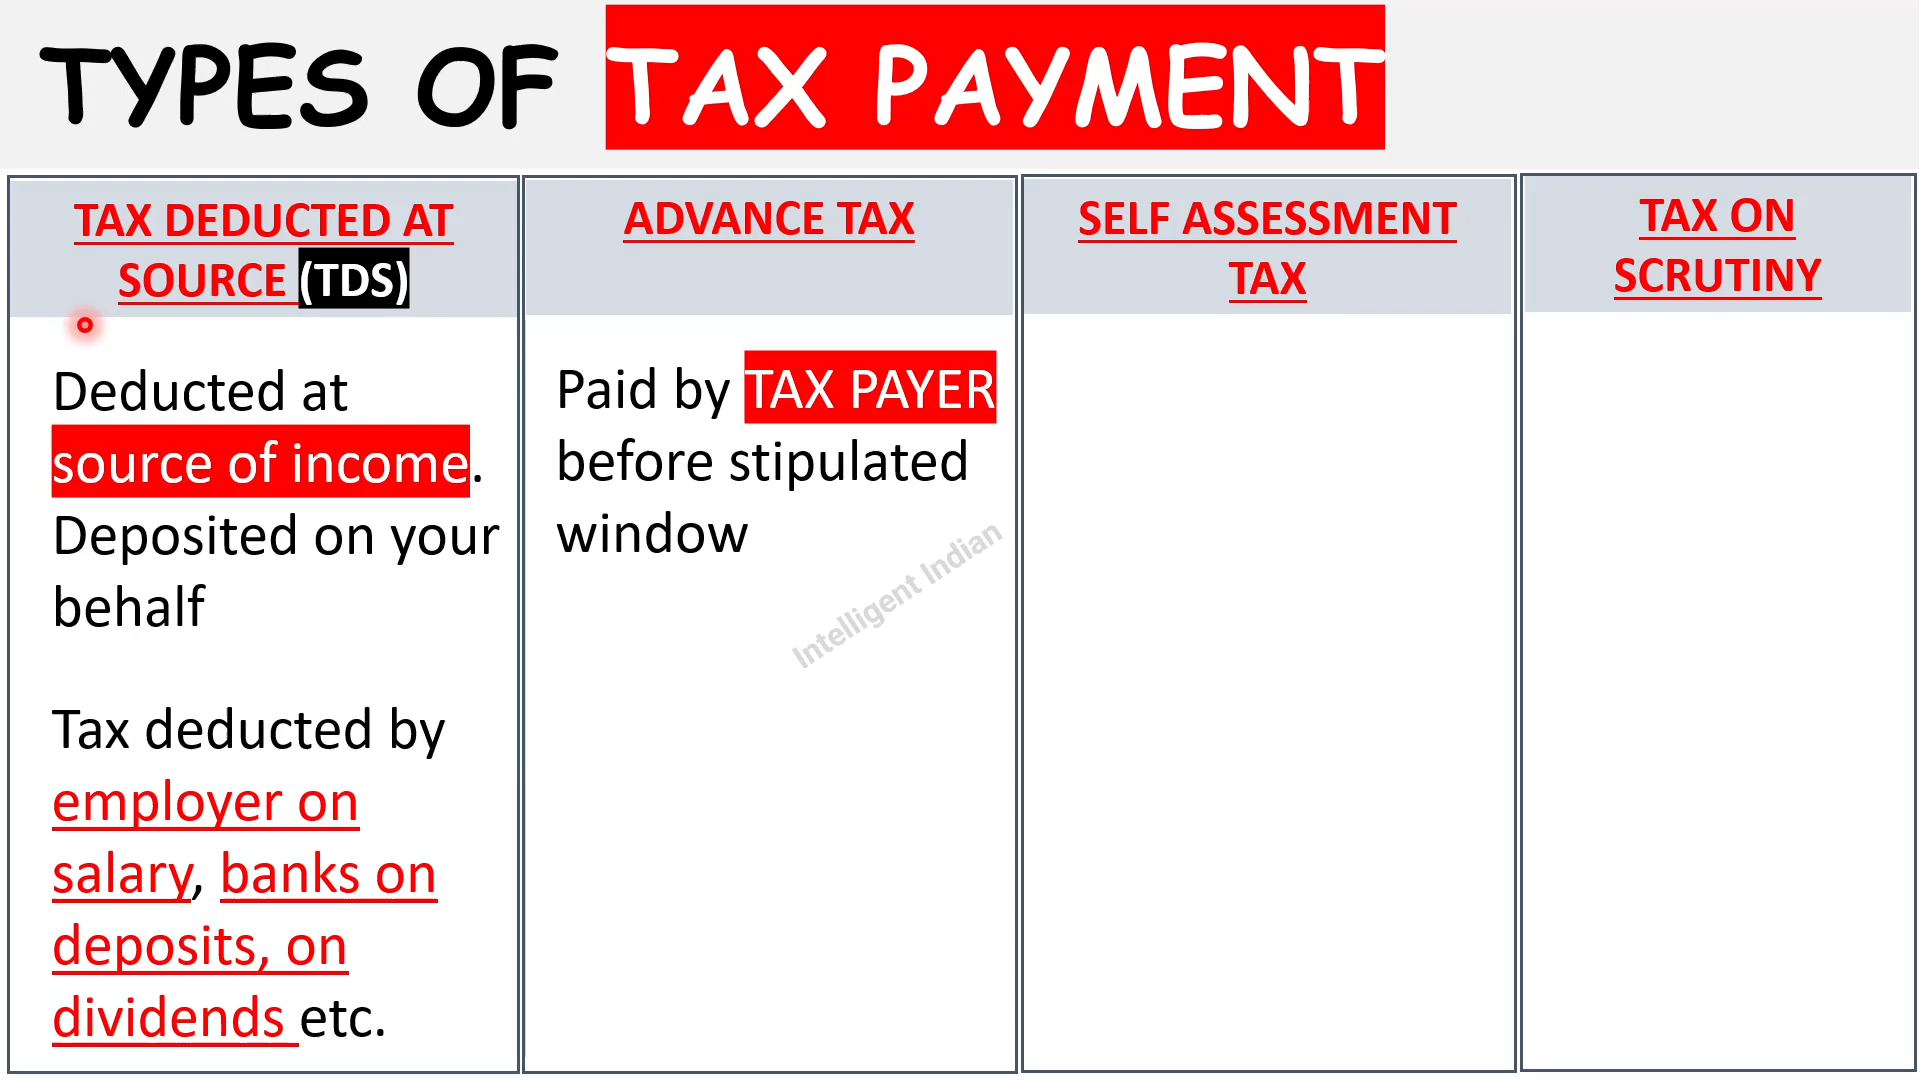 TYPES OF TAX PAYMENT
TAX DEDUCTED AT
SOURCE (TDS)
Deducted at
source of income.
Deposited on your
behalf
Tax deducted by
employer on
salary, banks on
deposits, on
dividends etc.
ADVANCE TAX
Paid by TAX PAYER
before stipulated
window
Intelligent Indian
SELF ASSESSMENT
TAX
TAX ON
SCRUTINY